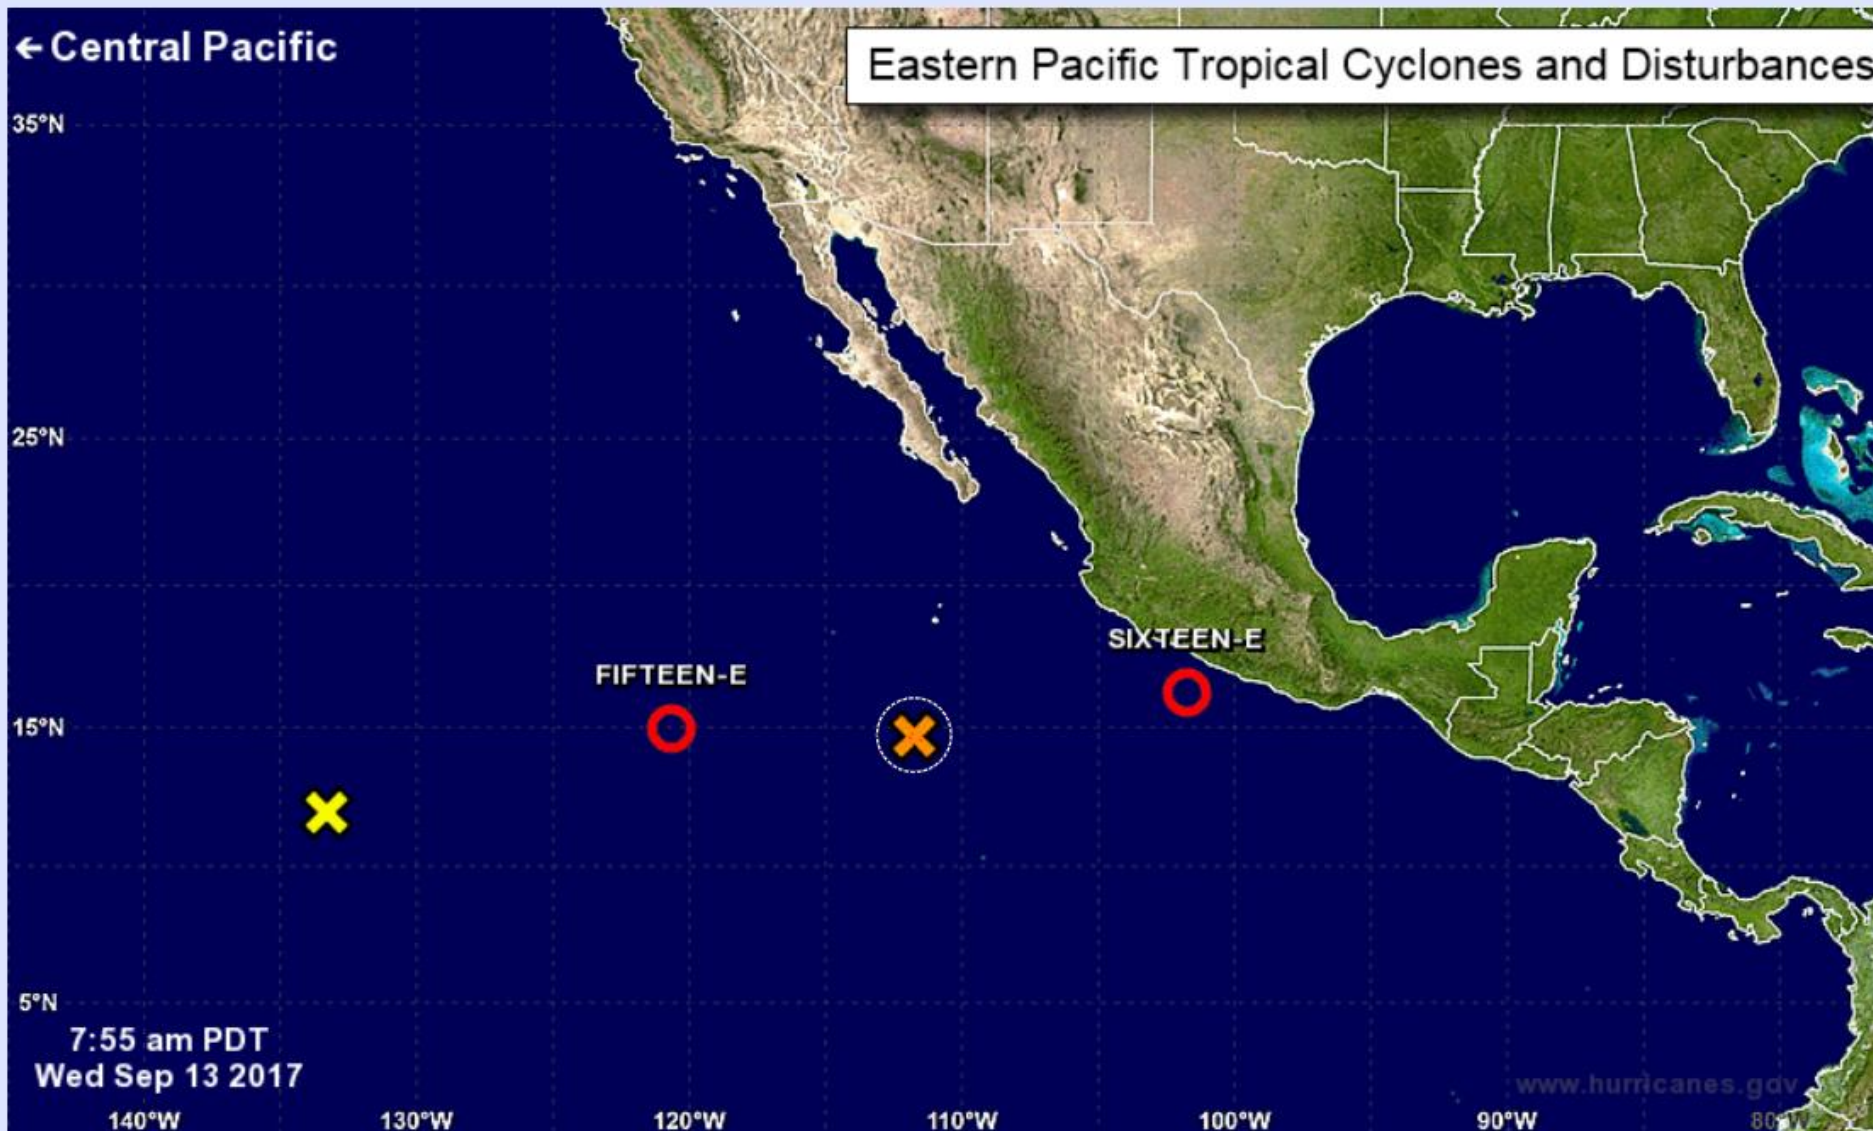 ← Central Pacific
Eastern Pacific Tropical Cyclones and Disturbances
35°N
25°N
SIXTEEN-E
FIFTEEN-E
15°N
5°N
7:55 am PDT
Wed Sep 13 2017
www.hurricanes.gov
140°W 130°W 120°W 110°W 100°W 90°W 80°W